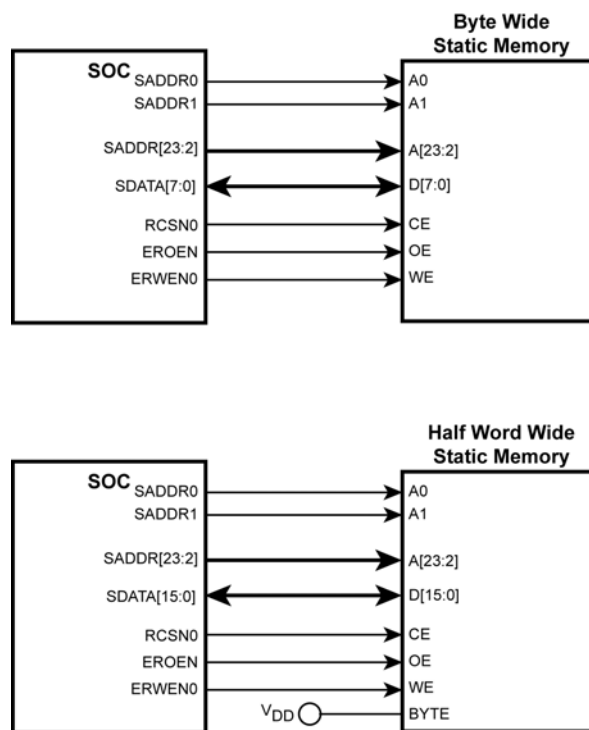 Byte Wide
Static Memory
SOC
SADDR0 A0
SADDR1 A1
SADDR[23:2] A[23:2]
SDATA[7:0] D[7:0]
RCSN0 CE
EROEN OE
ERWEN0 WE
Half Word Wide
Static Memory
SOC
SADDR0 A0
SADDR1 A1
SADDR[23:2] A[23:2]
SDATA[15:0] D[15:0]
RCSN0 CE
EROEN OE
ERWEN0 WE
VDD BYTE